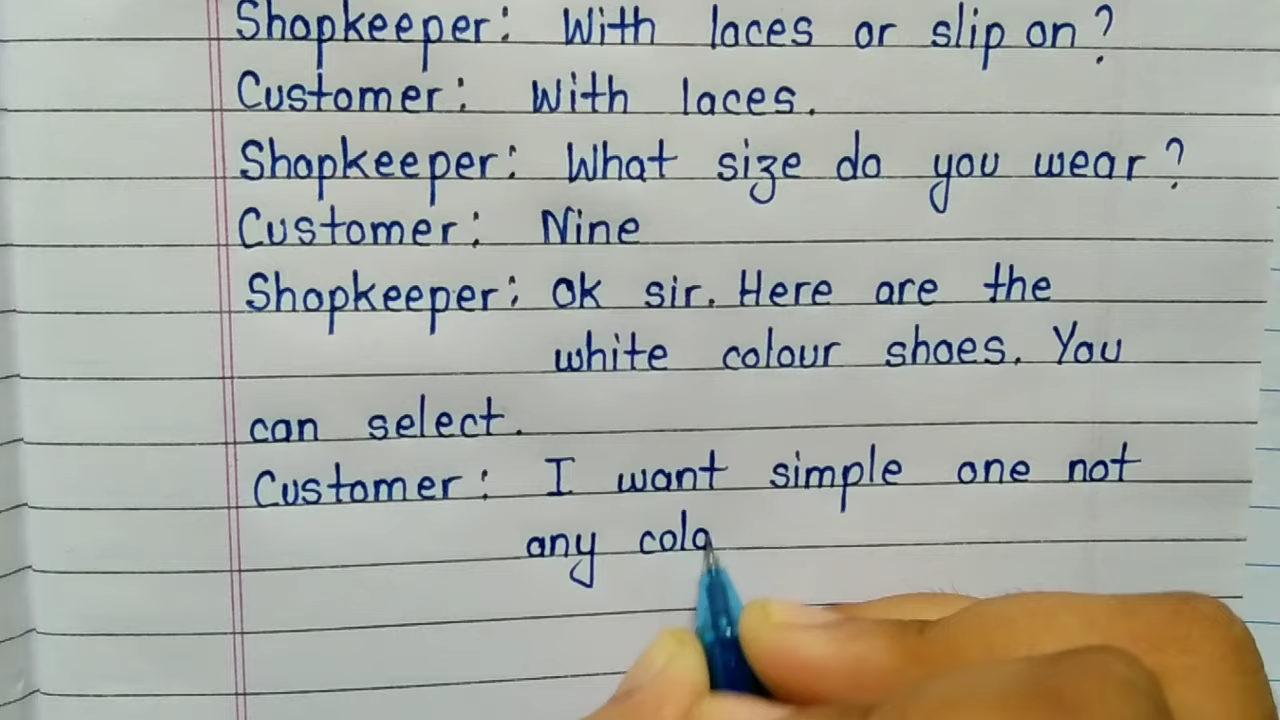 Shopkeeper: With laces or slip on?
Customer: With laces.
Shopkeeper: What size do you wear?
Customer: Nine
Shopkeeper: Ok sir. Here are the
white colour shoes. You
can select.
Customer: I want simple one not
any colo